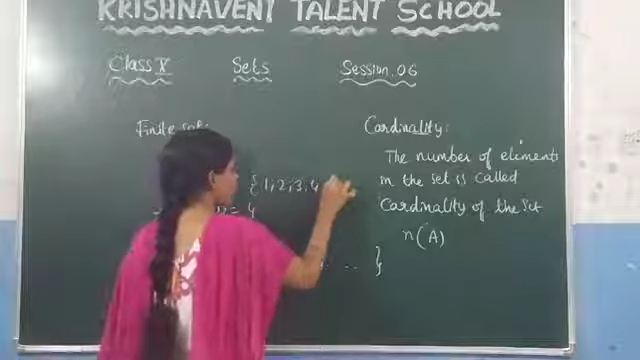 KRISHNAVENI TALENT SCHOOL
Class X Sets Session.06
Finite set:
{1,2,3,4
= 4
.. }
Cardinality:
The number of elements
in the set is called
Cardinality of the set
n(A)